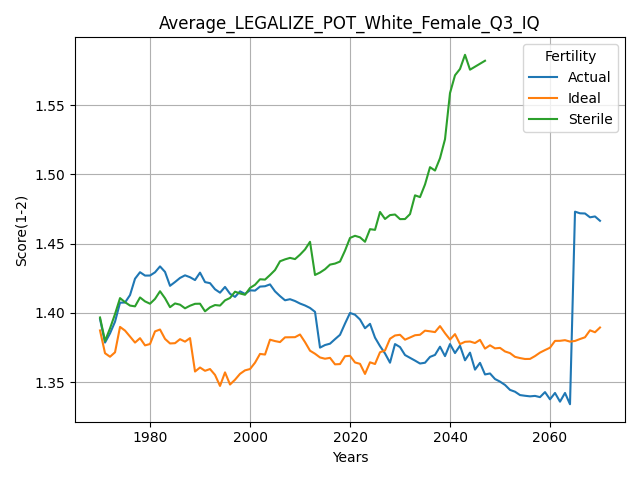 Average_LEGALIZE_POT_White_Female_Q3_IQ
Fertility
Actual
Ideal
Sterile
Score(1-2)
1.55
1.50
1.45
1.40
1.35
1980
2000
2020
2040
2060
Years